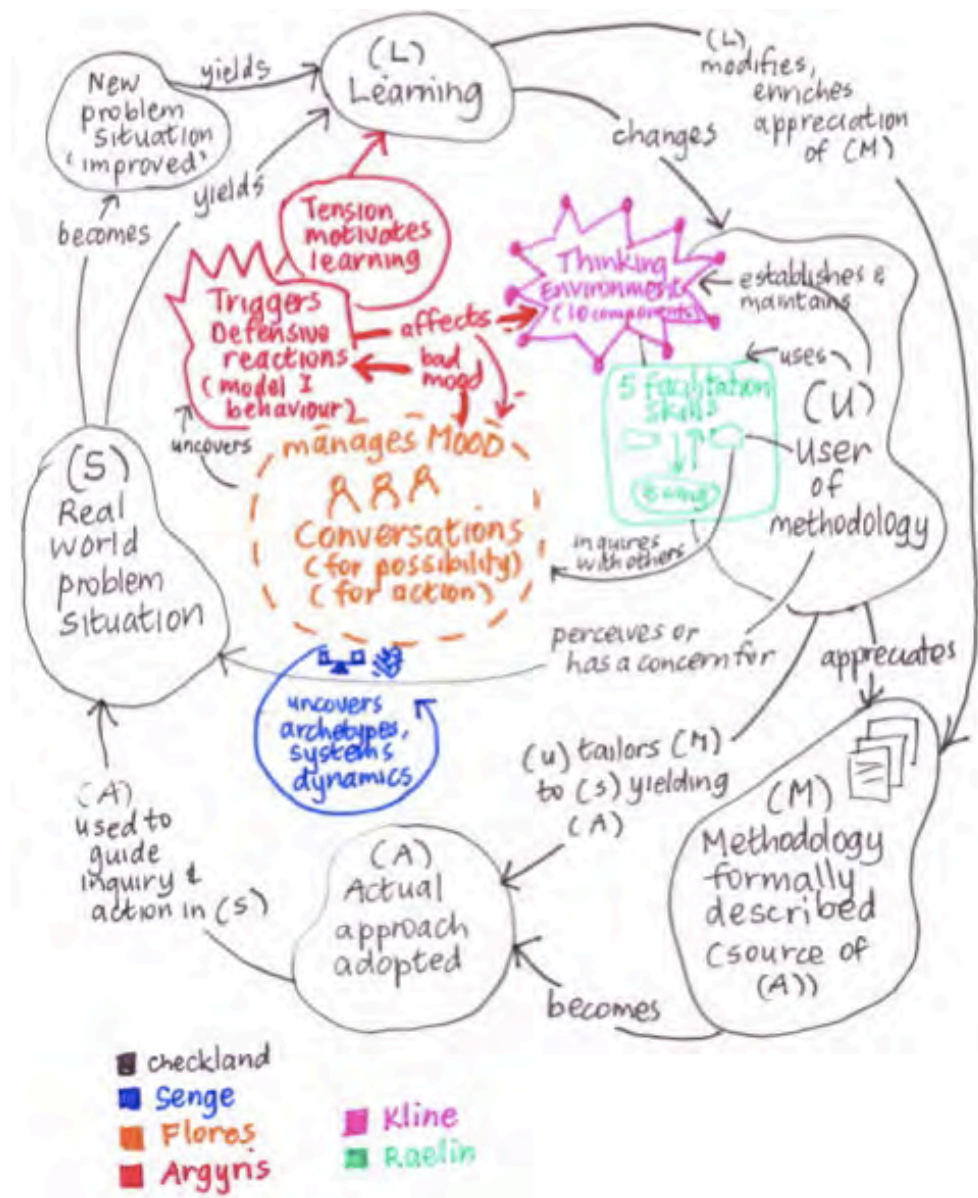 New
problem
situation
'improved'
yields
(L)
Learning
(L)
modifies,
enriches
appreciation
of (M)
changes
yields
becomes
Tension
motivates
learning
Triggers
Defensive
reactions
(model I
behaviour)
affects
bad
mood
Thinking
Environment
(10 components)
establishes &
maintains
uses
5 facilitation
skills
(U)
user
of
methodology
uncovers
manages MOOD
Conversations
(for possibility)
(for action)
inquires
with others
(S)
Real
world
problem
situation
perceives or
has a concern for
appreciates
uncovers
archetypes,
systems
dynamics
(U) tailors (M)
to (S) yielding
(A)
(M)
Methodology
formally
described
(source of
(A))
(A)
used to
guide
inquiry &
action in (S)
(A)
Actual
approach
adopted
becomes
checkland
Senge
Flores
Argyris
Kline
Raelin